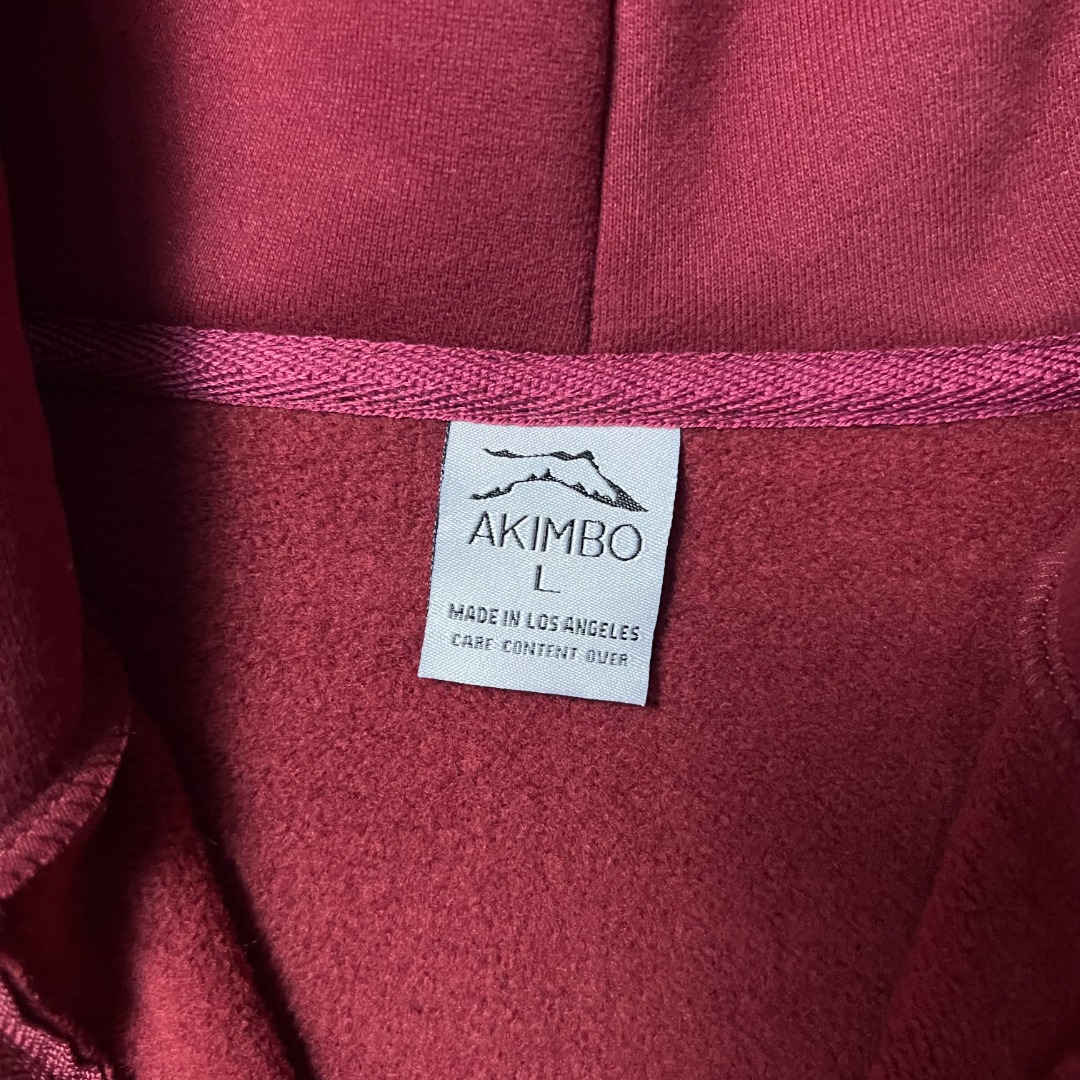 AKIMBO
L
MADE IN LOS ANGELES
CARE CONTENT OVER